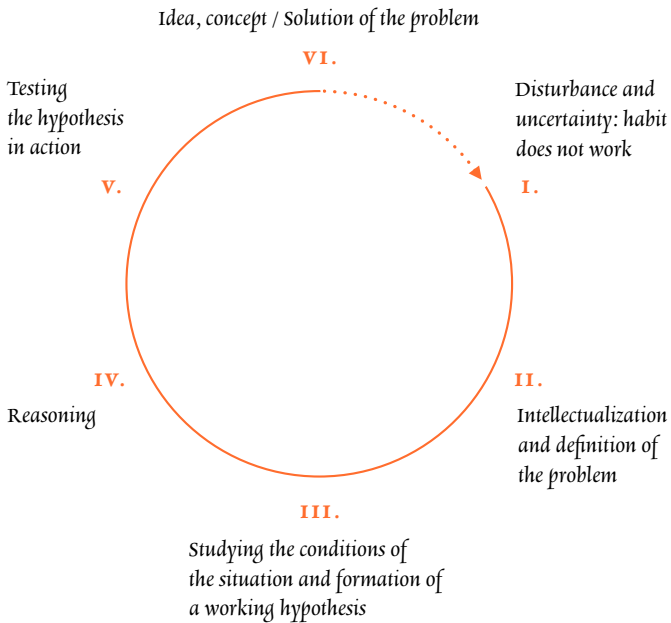 Idea, concept / Solution of the problem
VI.
Disturbance and
uncertainty: habit
does not work
I.
II.
Intellectualization
and definition of
the problem
III.
Studying the conditions of
the situation and formation of
a working hypothesis
IV.
Reasoning
Testing
the hypothesis
in action
V.